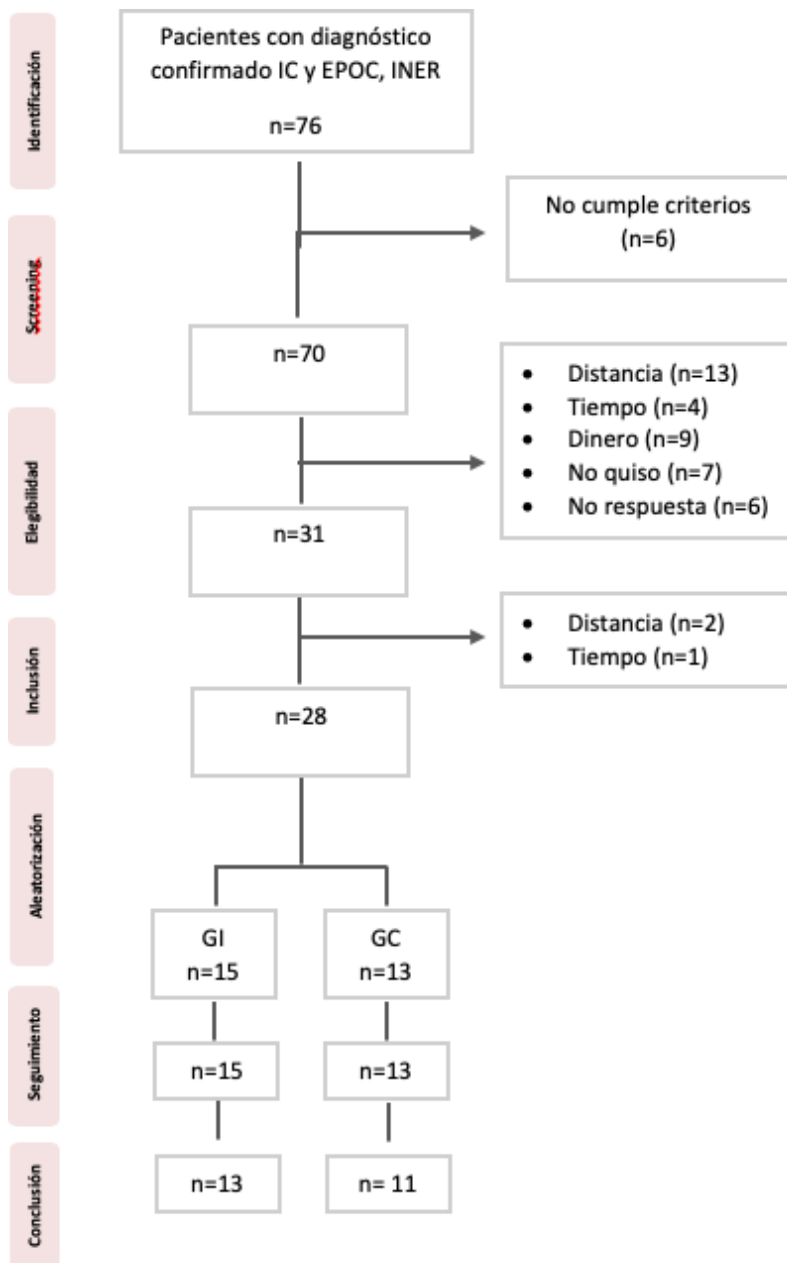 Identificación
Pacientes con diagnóstico
confirmado IC y EPOC, INER
n=76
Screening
No cumple criterios
(n=6)
n=70
Elegibilidad
• Distancia (n=13)
• Tiempo (n=4)
• Dinero (n=9)
• No quiso (n=7)
• No respuesta (n=6)
n=31
Inclusión
• Distancia (n=2)
• Tiempo (n=1)
n=28
Aleatorización
GI
n=15
GC
n=13
Seguimiento
n=15
n=13
Conclusión
n=13
n= 11